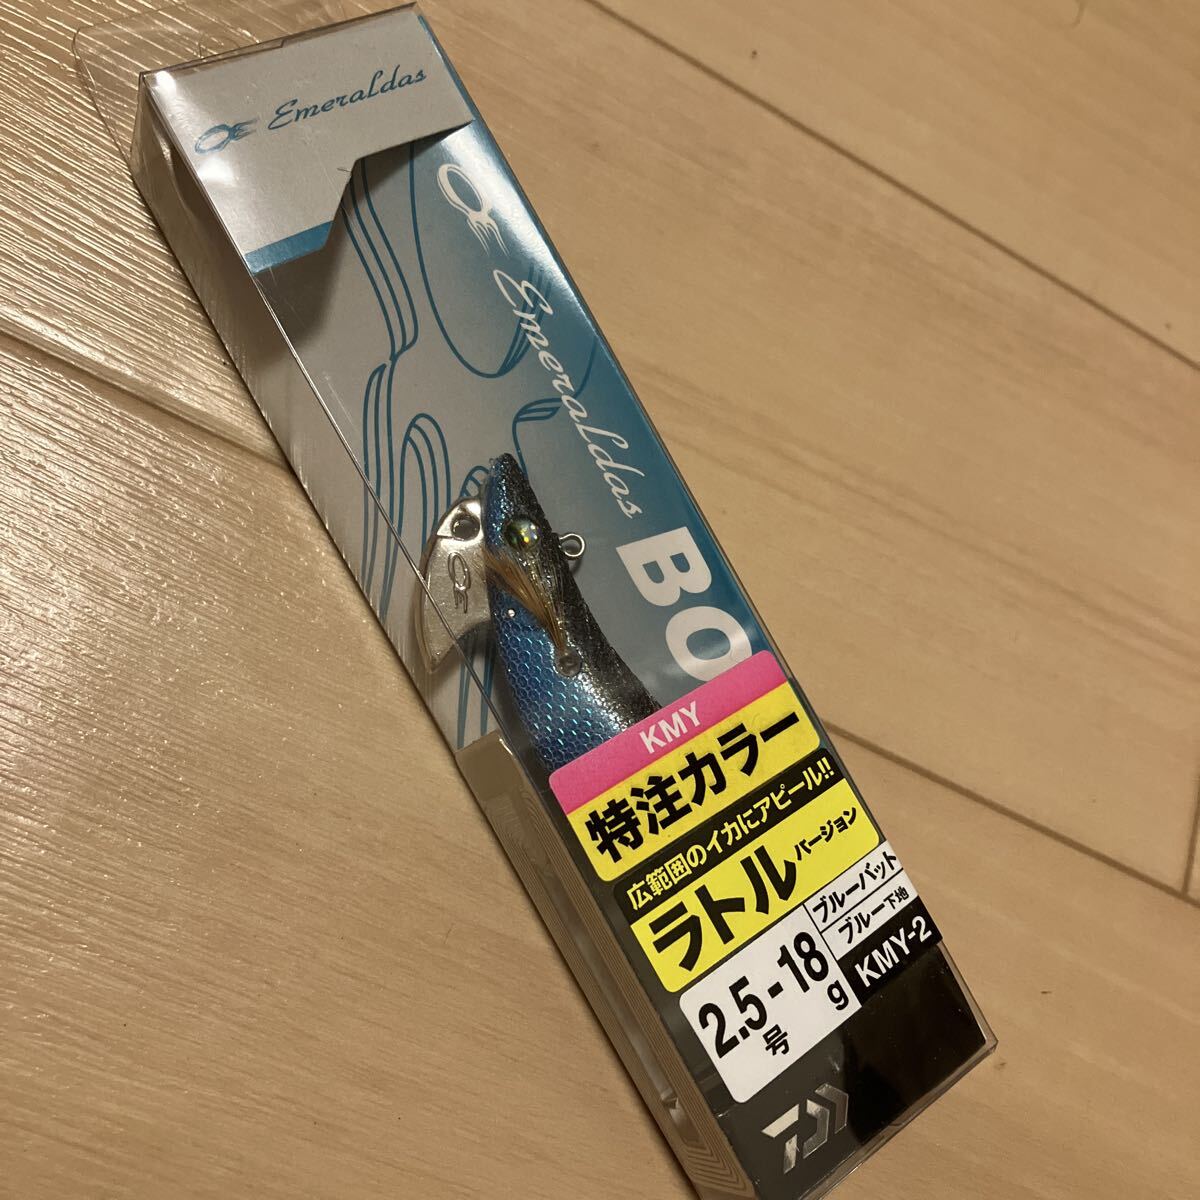 Emeraldas
Emeraldas
BO
KMY
特注カラー
広範囲のイカにアピール!!
ラトルバージョン
2.5号-18g
ブルーバット
ブルー下地
KMY-2